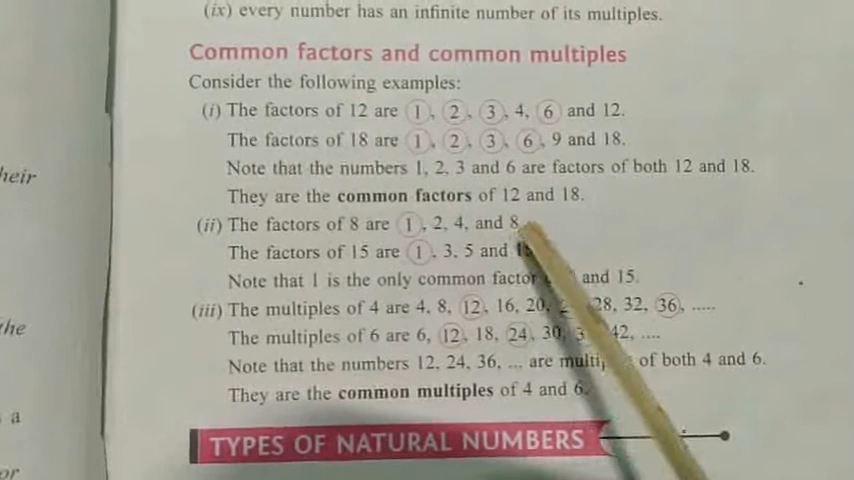 (ix) every number has an infinite number of its multiples.
Common factors and common multiples
Consider the following examples:
(i) The factors of 12 are 1, 2, 3, 4, 6 and 12.
The factors of 18 are 1, 2, 3, 6, 9 and 18.
Note that the numbers 1, 2, 3 and 6 are factors of both 12 and 18.
They are the common factors of 12 and 18.
(ii) The factors of 8 are 1, 2, 4, and 8
The factors of 15 are 1, 3, 5 and
Note that 1 is the only common factor and 15.
(iii) The multiples of 4 are 4, 8, 12, 16, 20, 28, 32, 36, .....
The multiples of 6 are 6, 12, 18, 24, 30, 42, ....
Note that the numbers 12, 24, 36, ... are of both 4 and 6.
They are the common multiples of 4 and 6.
TYPES OF NATURAL NUMBERS
the
a
or